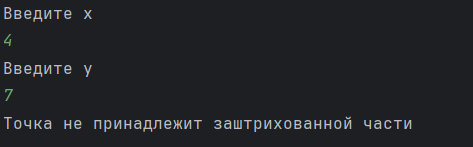 Введите x
4
Введите y
7
Точка не принадлежит заштрихованной части